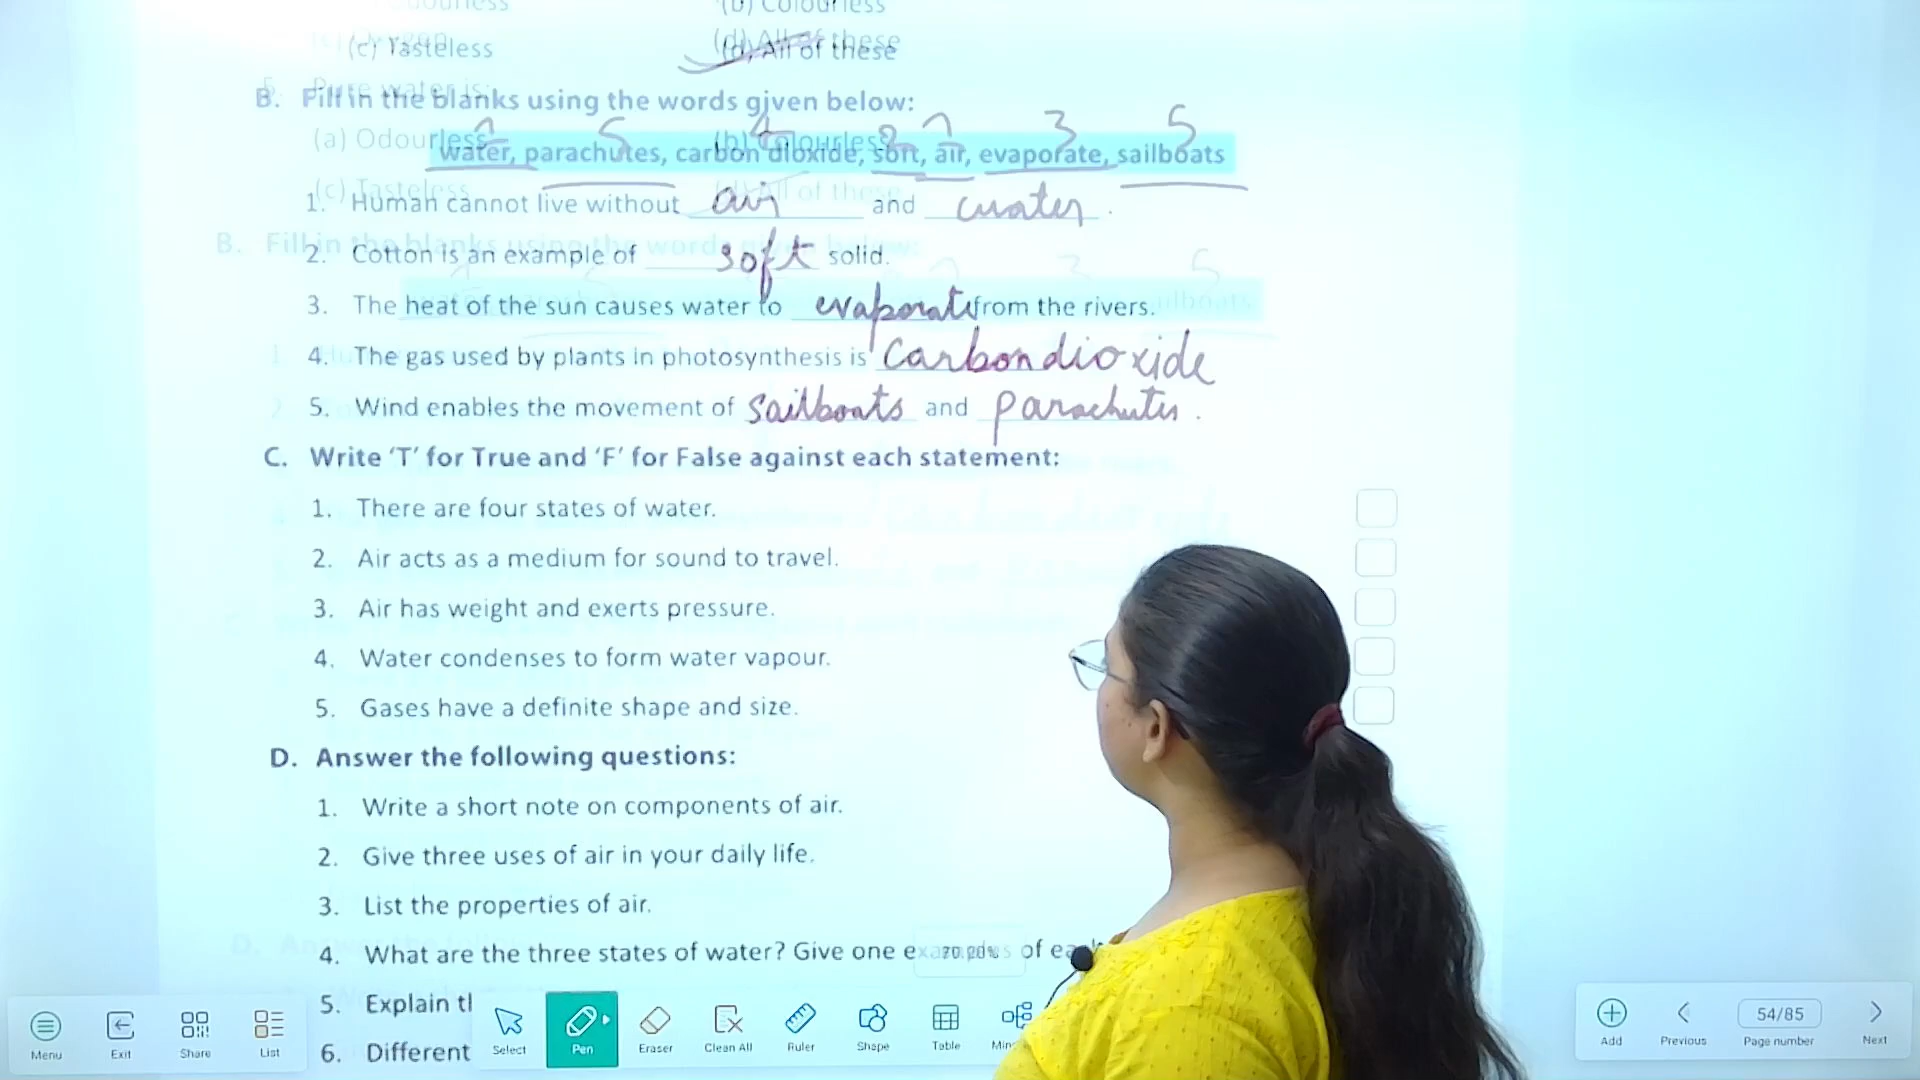 (b) Colourless
(c) Tasteless (d) All of these
B. Fill in the blanks using the words given below:
water, parachutes, carbon dioxide, soft, air, evaporate, sailboats
1. Human cannot live without air and water.
2. Cotton is an example of soft solid.
3. The heat of the sun causes water to evaporate from the rivers.
4. The gas used by plants in photosynthesis is carbondioxide
5. Wind enables the movement of sailboats and parachutes.
C. Write ‘T’ for True and ‘F’ for False against each statement:
1. There are four states of water.
2. Air acts as a medium for sound to travel.
3. Air has weight and exerts pressure.
4. Water condenses to form water vapour.
5. Gases have a definite shape and size.
D. Answer the following questions:
1. Write a short note on components of air.
2. Give three uses of air in your daily life.
3. List the properties of air.
4. What are the three states of water? Give one examples of each
5. Explain
6. Different
Menu Exit Share List Select Pen Eraser Clean All Ruler Shape Table Add Previous 54/85 Page number Next